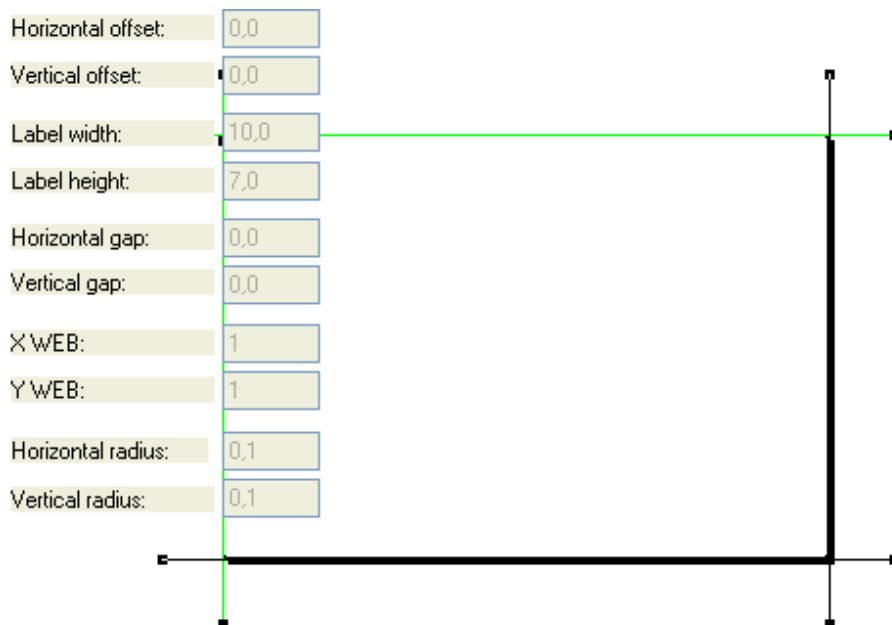 Horizontal offset: 0,0
Vertical offset: 0,0
Label width: 10,0
Label height: 7,0
Horizontal gap: 0,0
Vertical gap: 0,0
X WEB: 1
Y WEB: 1
Horizontal radius: 0,1
Vertical radius: 0,1